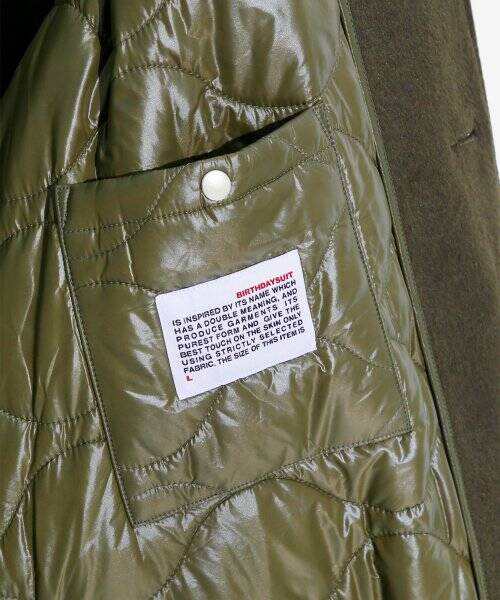 BIRTHDAYSUIT
IS INSPIRED BY ITS NAME WHICH
HAS A DOUBLE MEANING, AND
PRODUCE GARMENTS ITS
PUREST FORM AND GIVE THE
BEST TOUCH ON THE SKIN ONLY
USING STRICTLY SELECTED
FABRIC. THE SIZE OF THIS ITEM IS
L